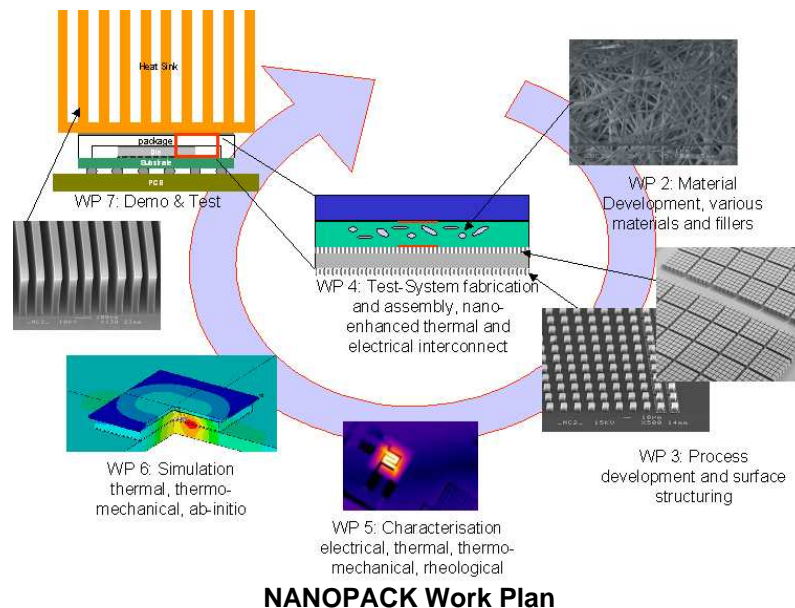 Heat Sink
package
Die
Substrate
PCB
WP 7: Demo & Test
WP 2: Material
Development, various
materials and fillers
WP 4: Test-System fabrication
and assembly, nano-
enhanced thermal and
electrical interconnect
WP 3: Process
development and surface
structuring
WP 6: Simulation
thermal, thermo-
mechanical, ab-initio
WP 5: Characterisation
electrical, thermal, thermo-
mechanical, rheological
NANOPACK Work Plan